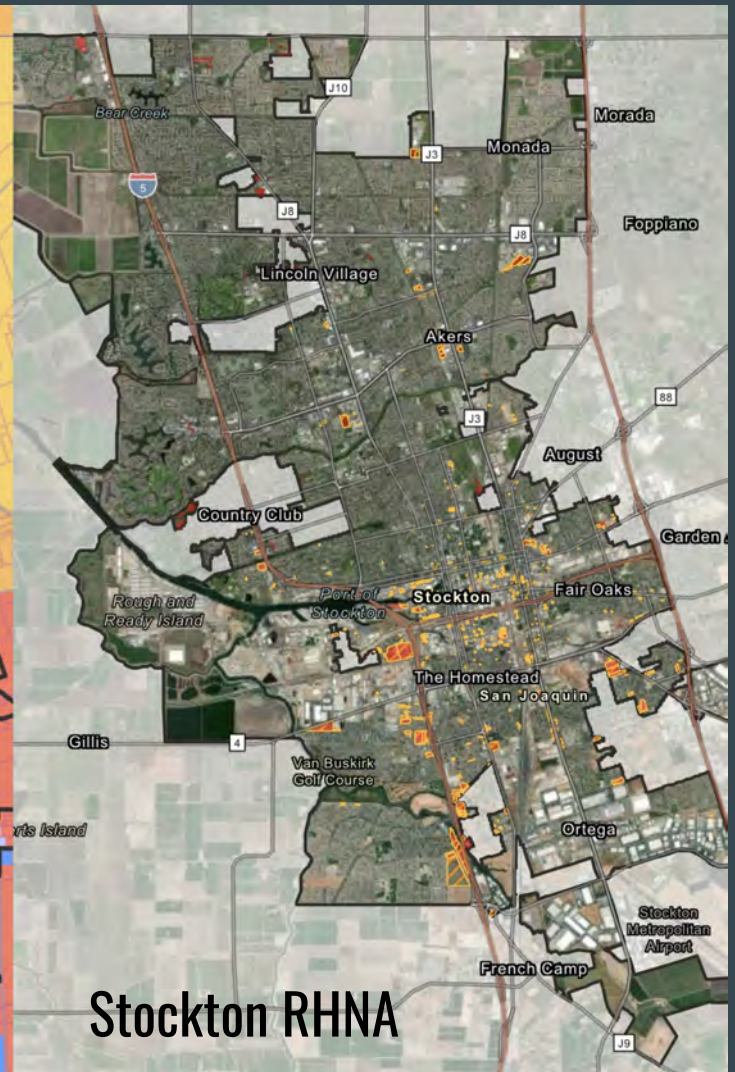 J10
Bear Creek
Morada
Monada
J3
5
J8
Foppiano
J8
Lincoln Village
Akers
88
J3
August
Country Club
Garden
Fair Oaks
Port of
Stockton
Stockton
Rough and
Ready Island
The Homestead
San Joaquin
Gillis
4
Van Buskirk
Golf Course
rts Island
Ortega
Stockton
Metropolitan
Airport
French Camp
Stockton RHNA
J9